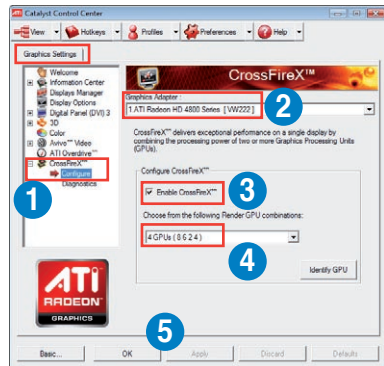 Catalyst Control Center
View Hotkeys Profiles Preferences Help
Graphics Settings
Welcome
Information Center
Displays Manager
Display Options
Digital Panel (DVI) 3
3D
Color
Avivo™ Video
ATI Overdrive™
CrossFireX™
Configure
Diagnostics
1
ATI
RADEON
GRAPHICS
CrossFireX™
Graphics Adapter
1.ATI Radeon HD 4800 Series [VW222]
2
CrossFireX™ delivers exceptional peformance on a single display by
combining the processing power of two or more Graphics Processing Units
(GPUs).
Configure CrossFireX™
Enable CrossFireX™
3
Choose from the following Render GPU combinations:
4 GPUs ( 8 6 2 4 )
4
Identify GPU
5
Basic... OK Apply Discard Defaults